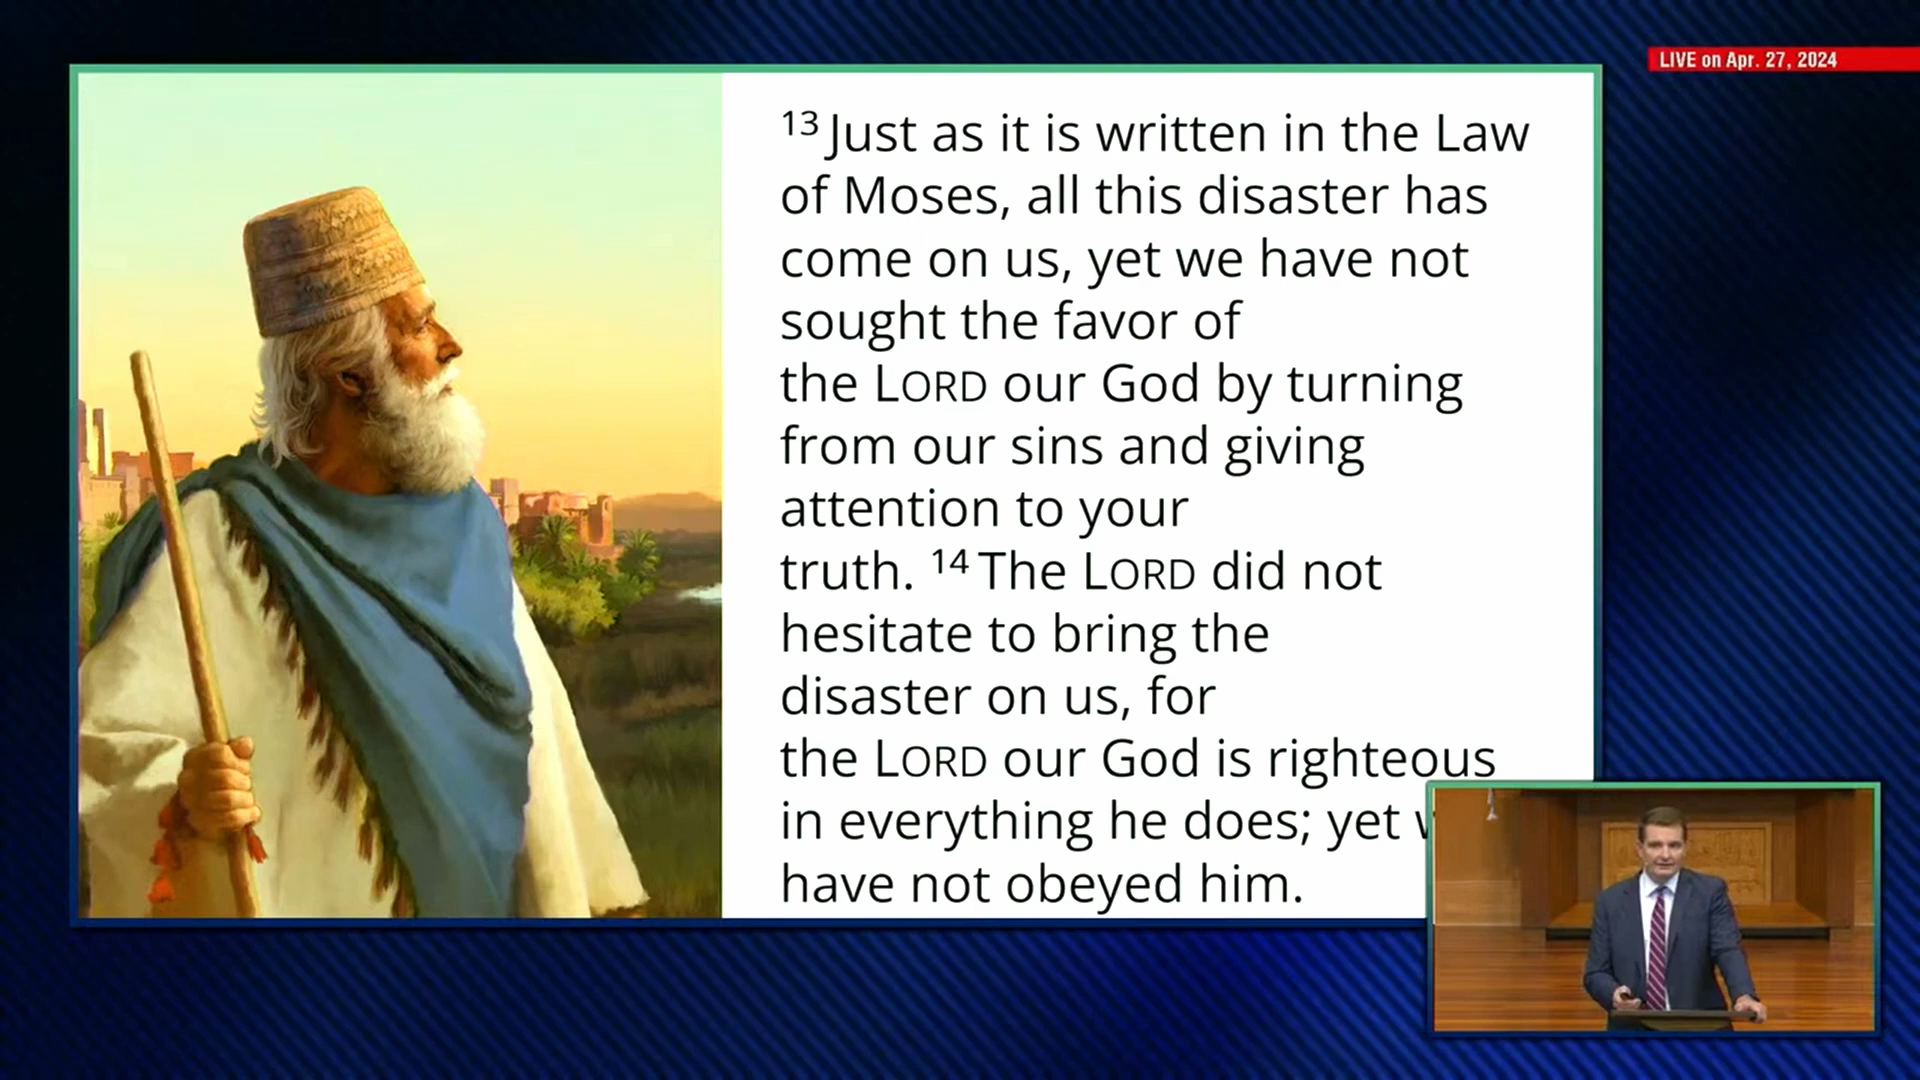 LIVE on Apr. 27, 2024
13 Just as it is written in the Law
of Moses, all this disaster has
come on us, yet we have not
sought the favor of
the LORD our God by turning
from our sins and giving
attention to your
truth. 14 The LORD did not
hesitate to bring the
disaster on us, for
the LORD our God is righteous
in everything he does; yet
have not obeyed him.